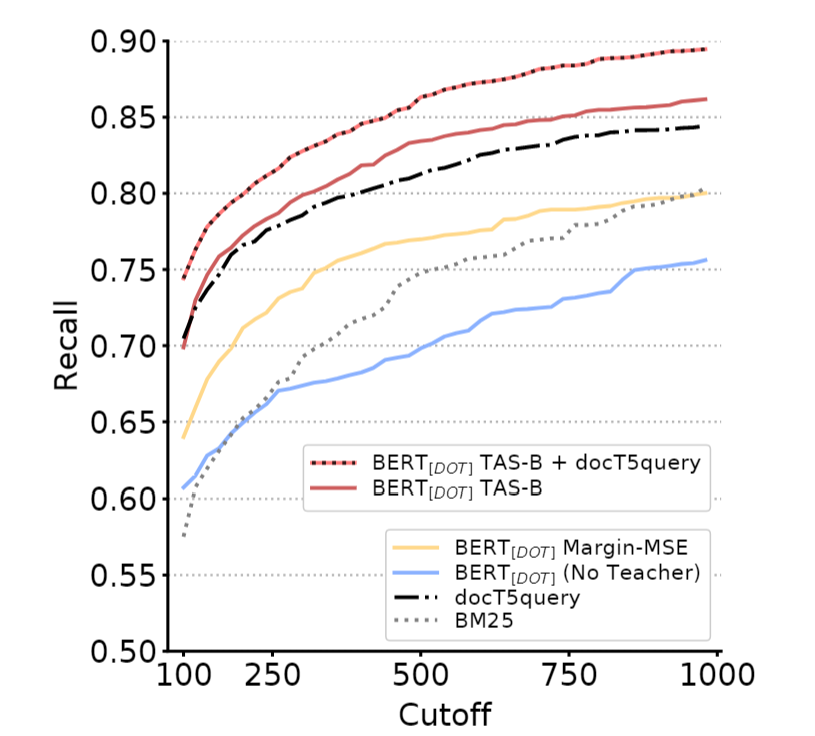 0.90
0.85
0.80
0.75
0.70
0.65
0.60
0.55
0.50
Recall
BERT[DOT] TAS-B + docT5query
BERT[DOT] TAS-B
BERT[DOT] Margin-MSE
BERT[DOT] (No Teacher)
docT5query
BM25
100 250 500 750 1000
Cutoff